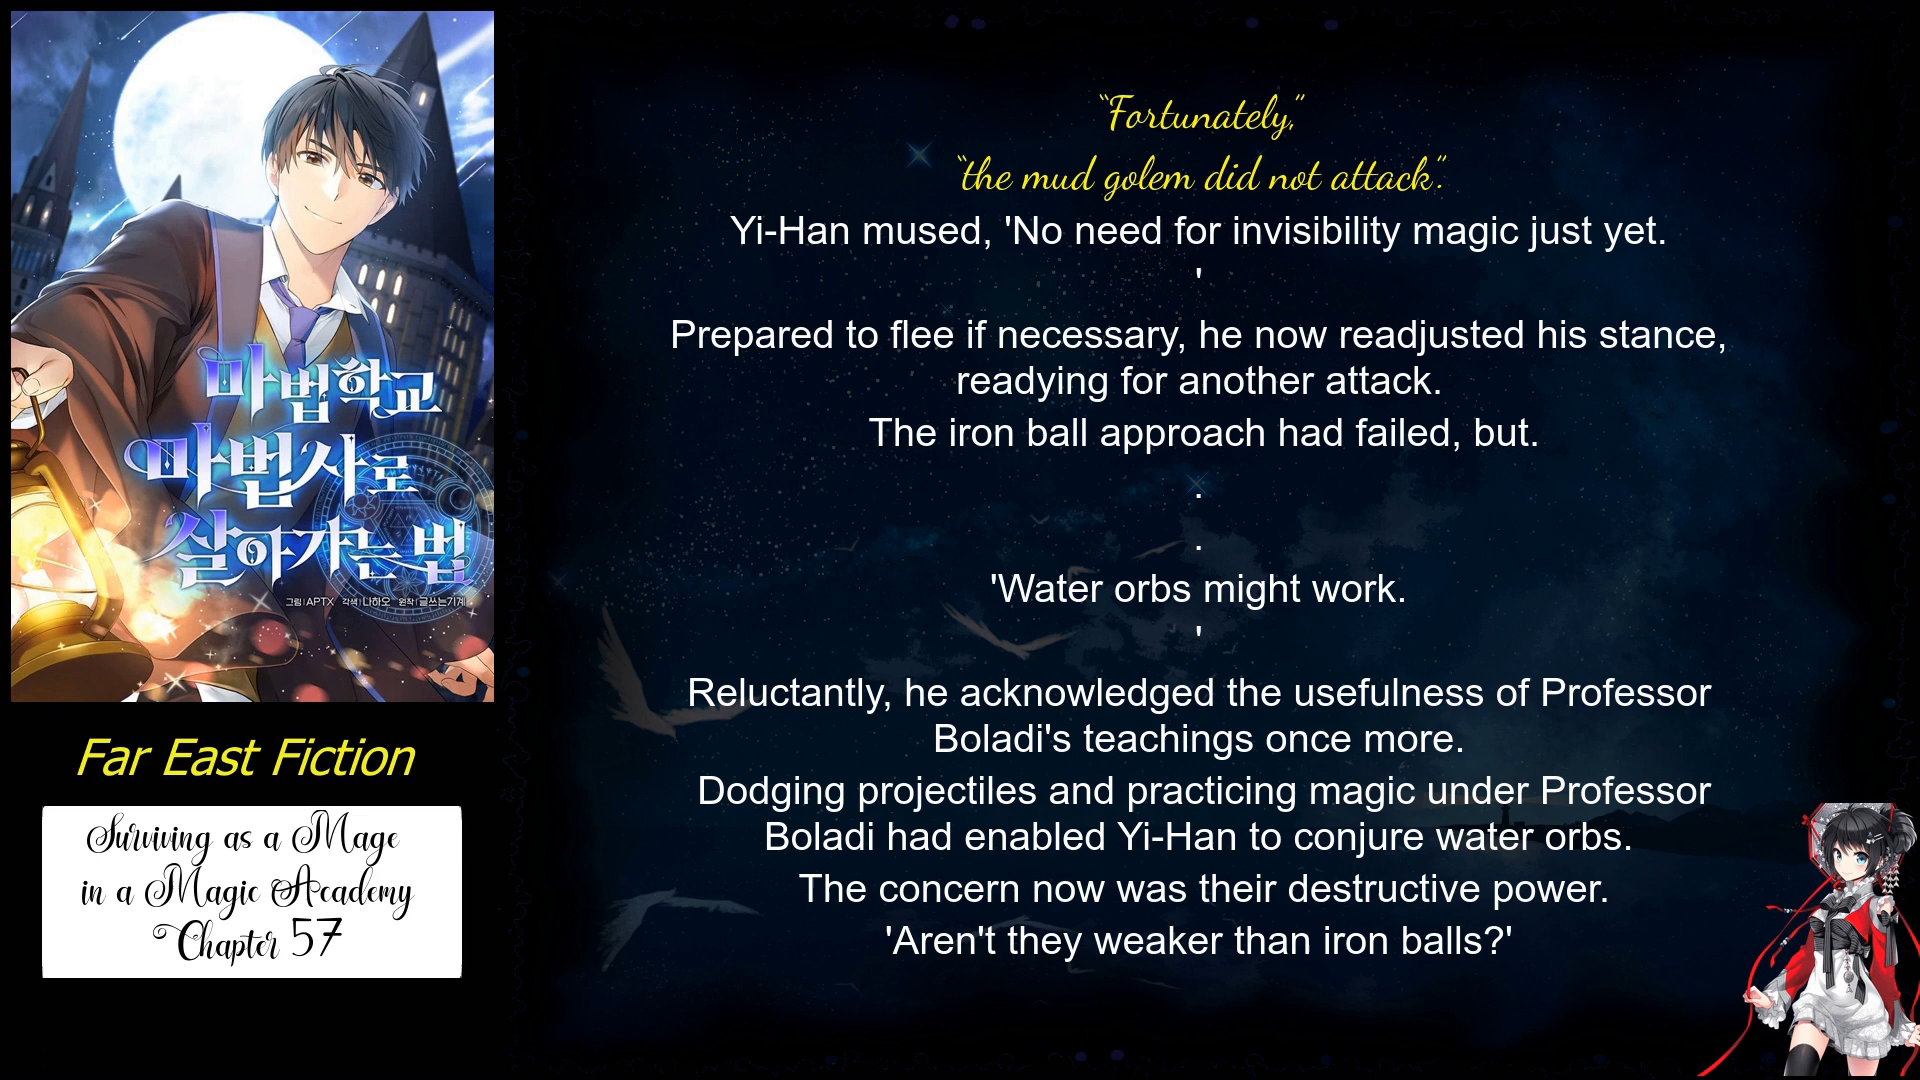 마법학교
마법사로
살아가는 법
그림|APTX 각색|나하오 원작|글쓰는기계
Far East Fiction
Surviving as a Mage
in a Magic Academy
Chapter 57
“Fortunately,”
“the mud golem did not attack”.
Yi-Han mused, 'No need for invisibility magic just yet.
'
Prepared to flee if necessary, he now readjusted his stance,
readying for another attack.
The iron ball approach had failed, but.
.
.
'Water orbs might work.
'
Reluctantly, he acknowledged the usefulness of Professor
Boladi's teachings once more.
Dodging projectiles and practicing magic under Professor
Boladi had enabled Yi-Han to conjure water orbs.
The concern now was their destructive power.
'Aren't they weaker than iron balls?'